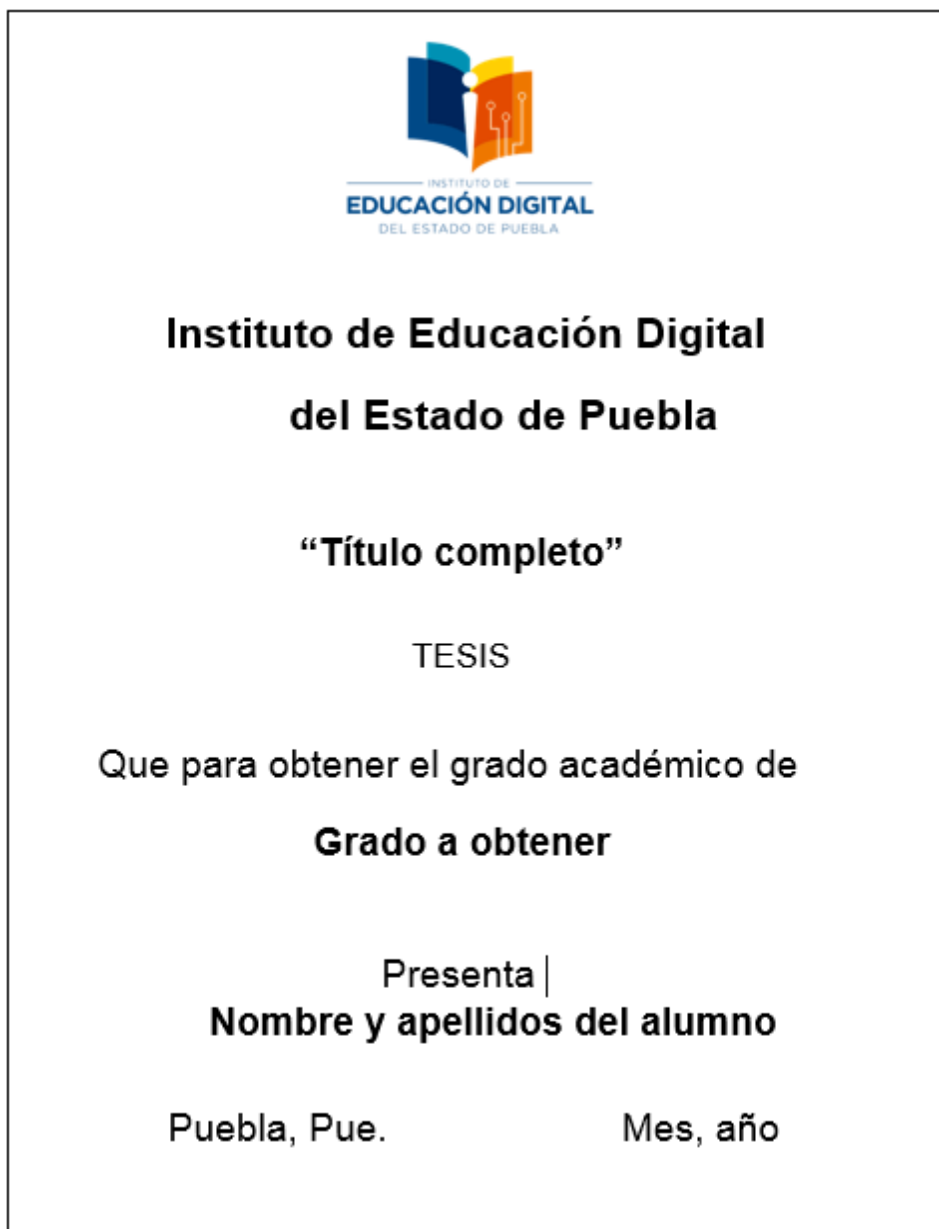 INSTITUTO DE
EDUCACIÓN DIGITAL
DEL ESTADO DE PUEBLA
Instituto de Educación Digital
del Estado de Puebla
“Título completo”
TESIS
Que para obtener el grado académico de
Grado a obtener
Presenta
Nombre y apellidos del alumno
Puebla, Pue. Mes, año